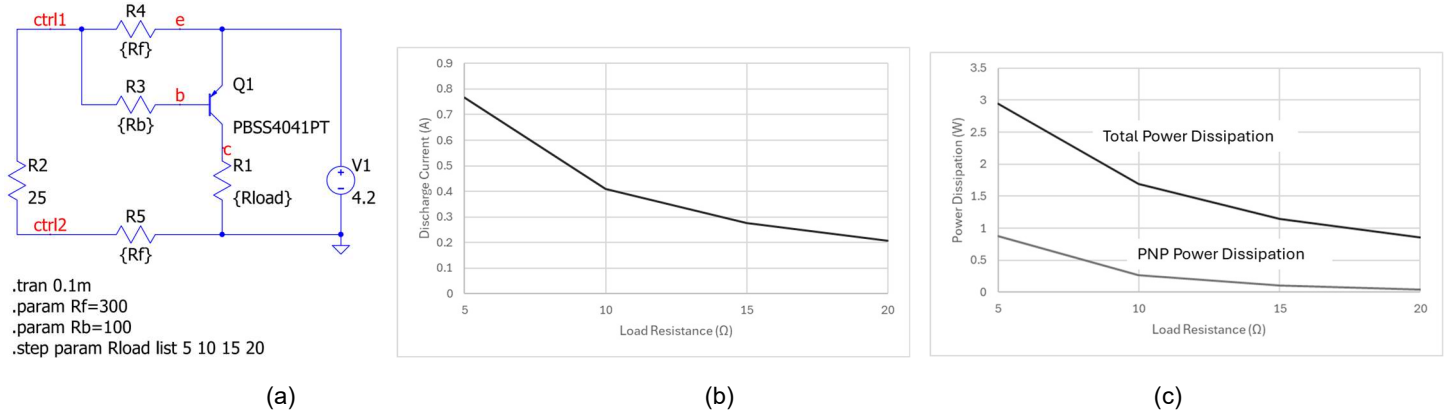 ctrl1
R4
e
{Rf}
R3
b
{Rb}
Q1
PBSS4041PT
c
R1
{Rload}
V1
4.2
R2
25
ctrl2
R5
{Rf}
.tran 0.1m
.param Rf=300
.param Rb=100
.step param Rload list 5 10 15 20
(a)
Discharge Current (A)
0.9
0.8
0.7
0.6
0.5
0.4
0.3
0.2
0.1
0
5
10
15
20
Load Resistance (Ω)
(b)
Power Dissipation (W)
3.5
3
2.5
2
1.5
1
0.5
0
Total Power Dissipation
PNP Power Dissipation
5
10
15
20
Load Resistance (Ω)
(c)